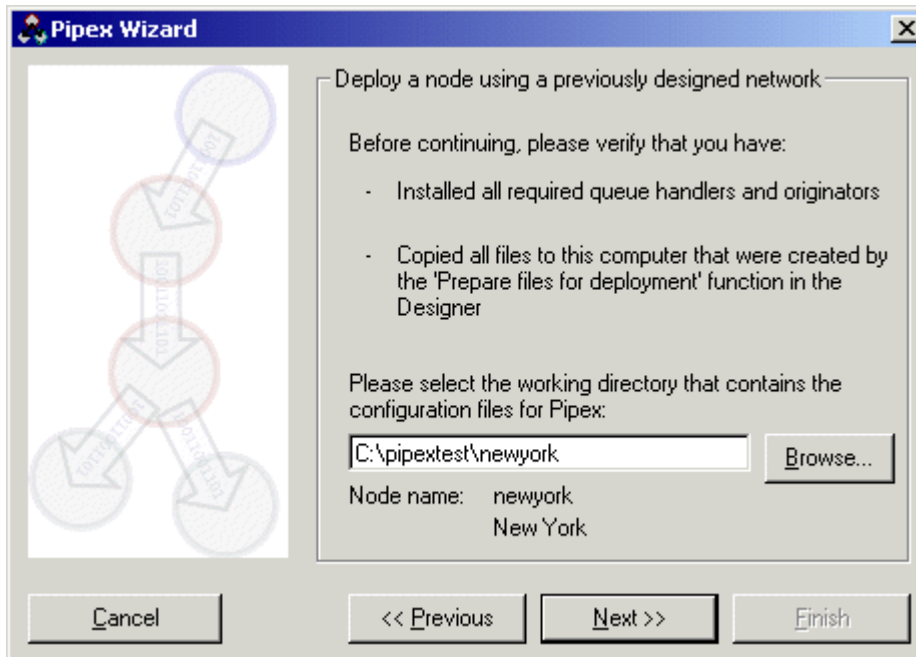 Pipex Wizard
Deploy a node using a previously designed network
Before continuing, please verify that you have:
- Installed all required queue handlers and originators
- Copied all files to this computer that were created by
the 'Prepare files for deployment' function in the
Designer
Please select the working directory that contains the
configuration files for Pipex:
C:\pipextest\newyork
Browse...
Node name: newyork
New York
Cancel
<< Previous
Next >>
Finish